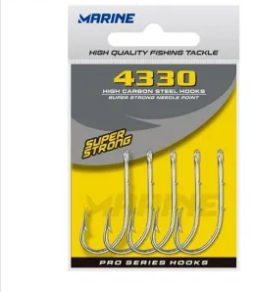 MARINE
HIGH QUALITY FISHING TACKLE
4330
HIGH CARBON STEEL HOOKS
SUPER STRONG NEEDLE POINT
SUPER
STRONG
MARINE
PRO SERIES HOOKS